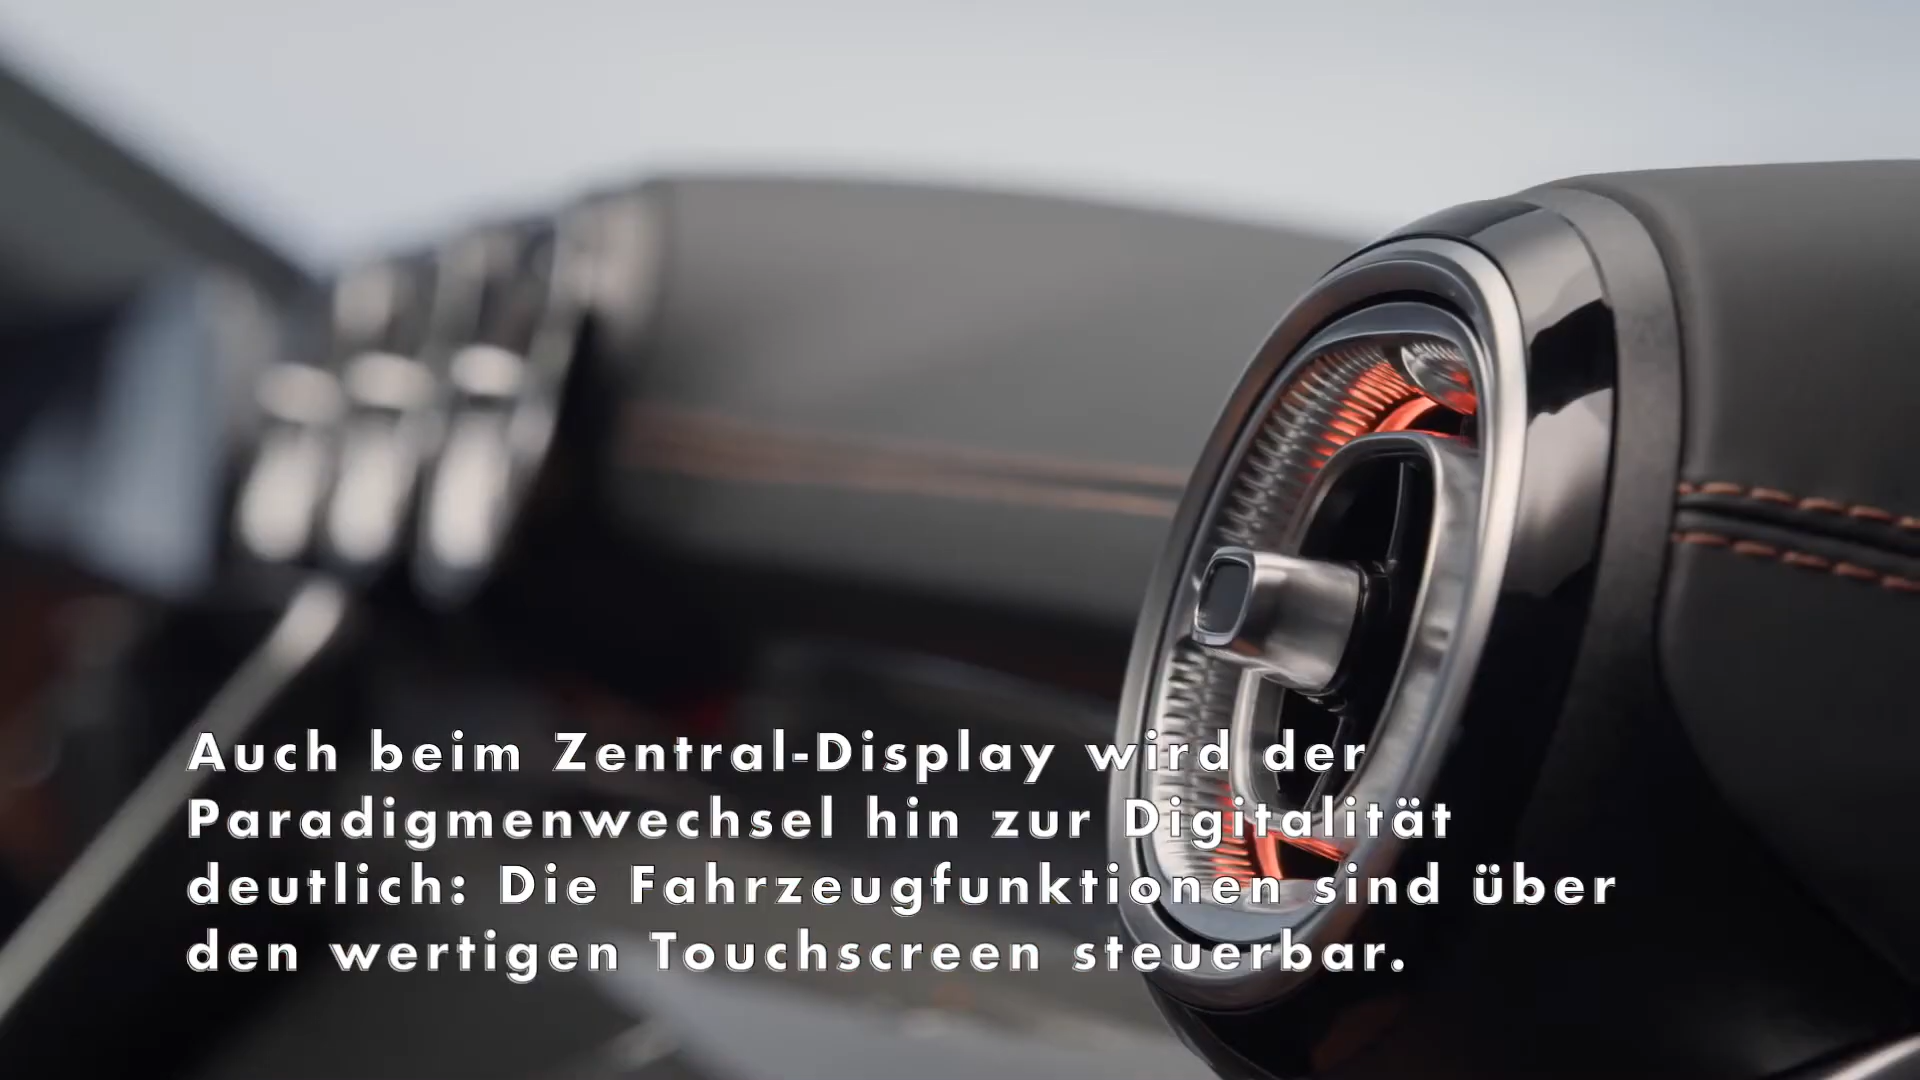 Auch beim Zentral-Display wird der
Paradigmenwechsel hin zur Digitalität
deutlich: Die Fahrzeugfunktionen sind über
den wertigen Touchscreen steuerbar.